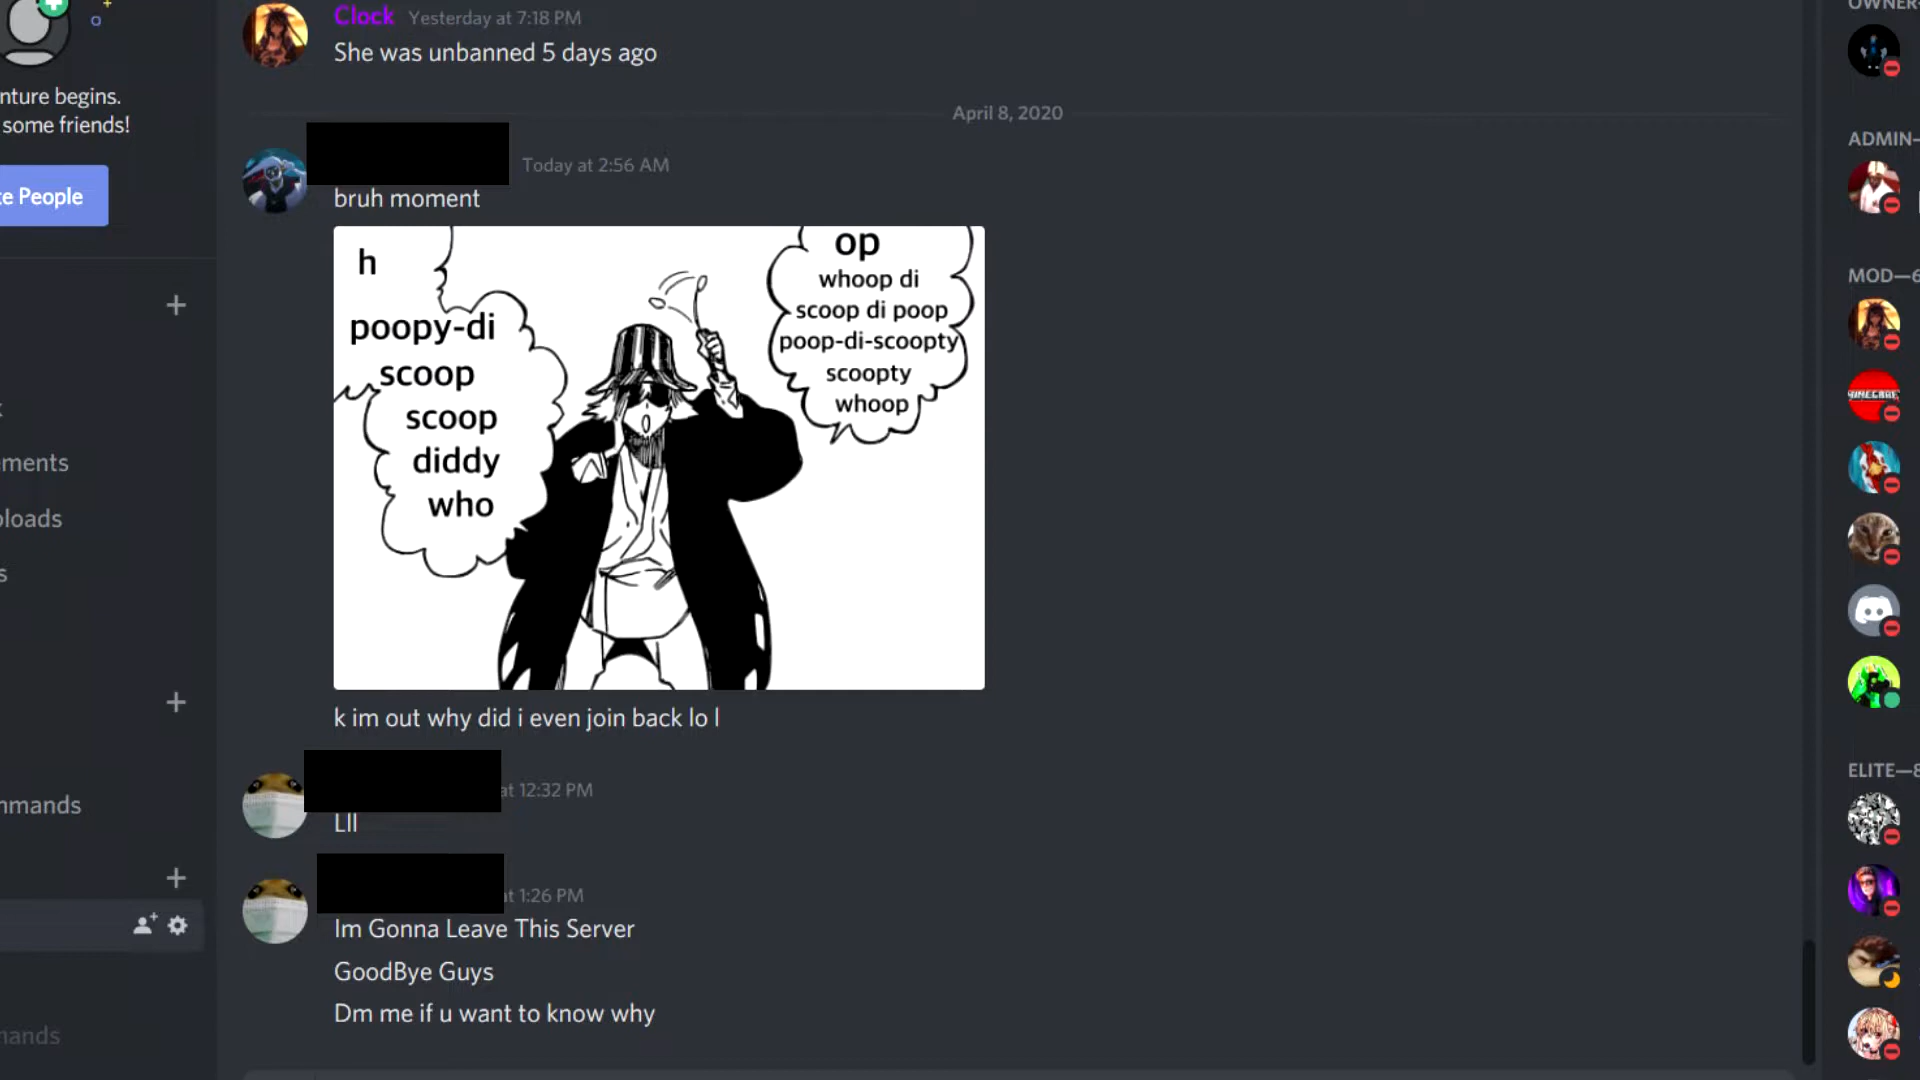 nture begins.
some friends!
te People
ements
oloads
s
mmands
mands
Clock Yesterday at 7:18 PM
She was unbanned 5 days ago
April 8, 2020
Today at 2:56 AM
bruh moment
h
poopy-di
scoop
scoop
diddy
who
op
whoop di
scoop di poop
poop-di-scoopty
scoopty
whoop
k im out why did i even join back lo l
at 12:32 PM
Lll
at 1:26 PM
Im Gonna Leave This Server
GoodBye Guys
Dm me if u want to know why
OWNER-
ADMIN—
MOD—6
ELITE—8